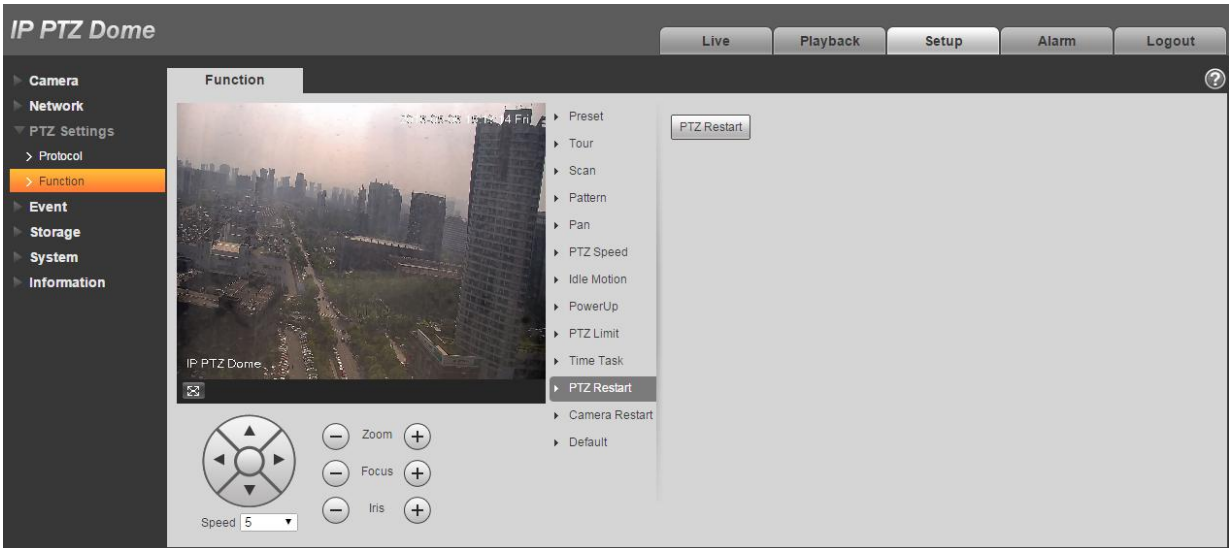 IP PTZ Dome
Live
Playback
Setup
Alarm
Logout
Camera
Network
PTZ Settings
Protocol
Function
Event
Storage
System
Information
Function
?
Fri
IP PTZ Dome
Preset
Tour
Scan
Pattern
Pan
PTZ Speed
Idle Motion
PowerUp
PTZ Limit
Time Task
PTZ Restart
Camera Restart
Default
PTZ Restart
Zoom
Focus
Iris
Speed 5